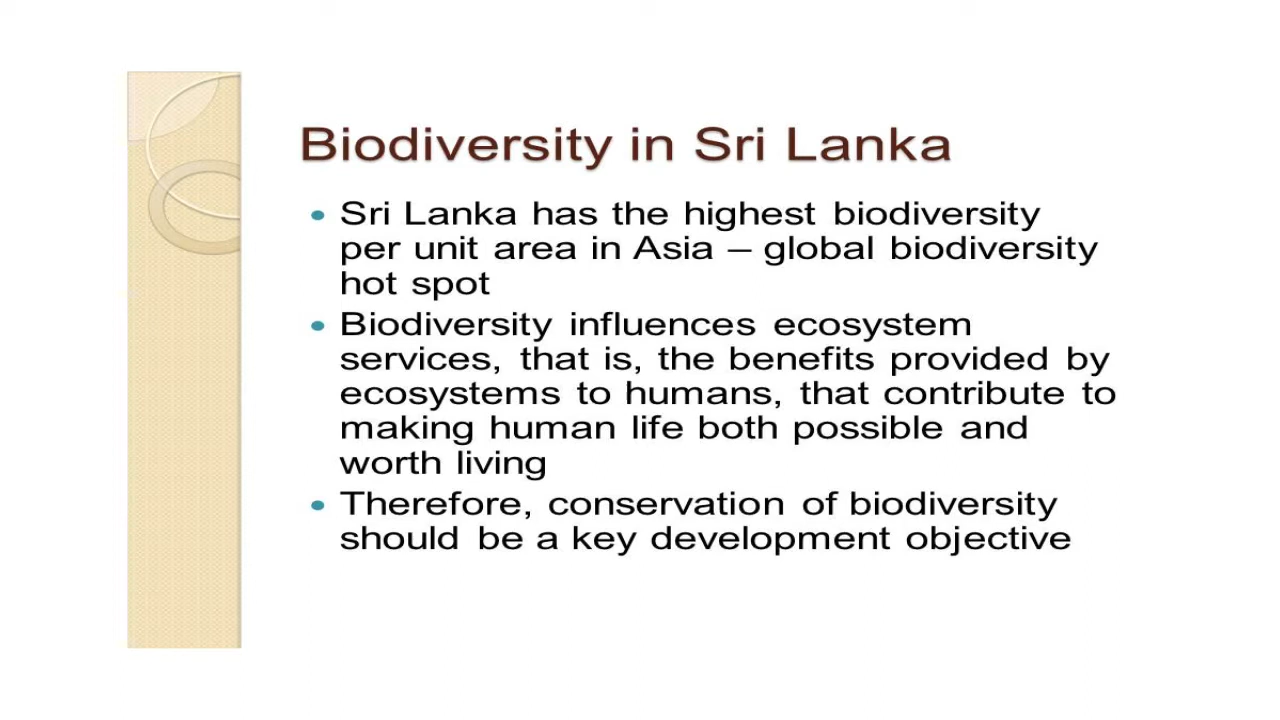 Biodiversity in Sri Lanka
• Sri Lanka has the highest biodiversity
per unit area in Asia – global biodiversity
hot spot
• Biodiversity influences ecosystem
services, that is, the benefits provided by
ecosystems to humans, that contribute to
making human life both possible and
worth living
• Therefore, conservation of biodiversity
should be a key development objective